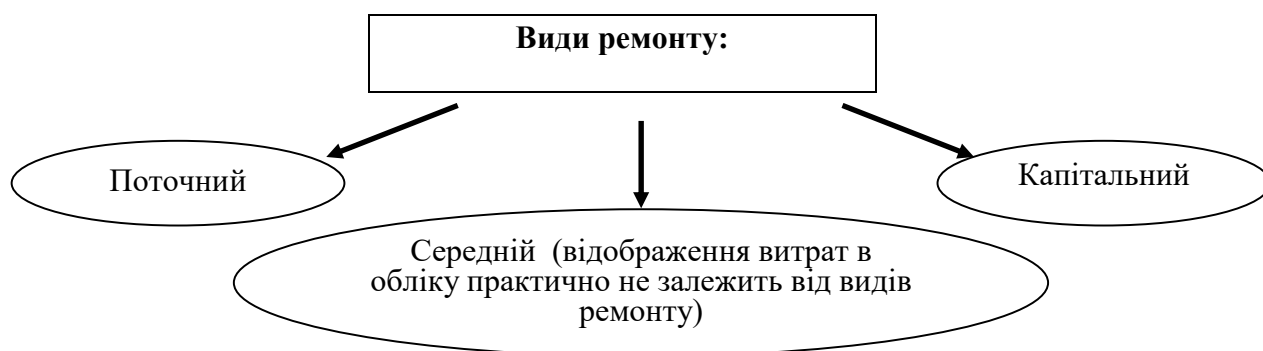 Види ремонту:
Поточний
Капітальний
Середній (відображення витрат в
обліку практично не залежить від видів
ремонту)